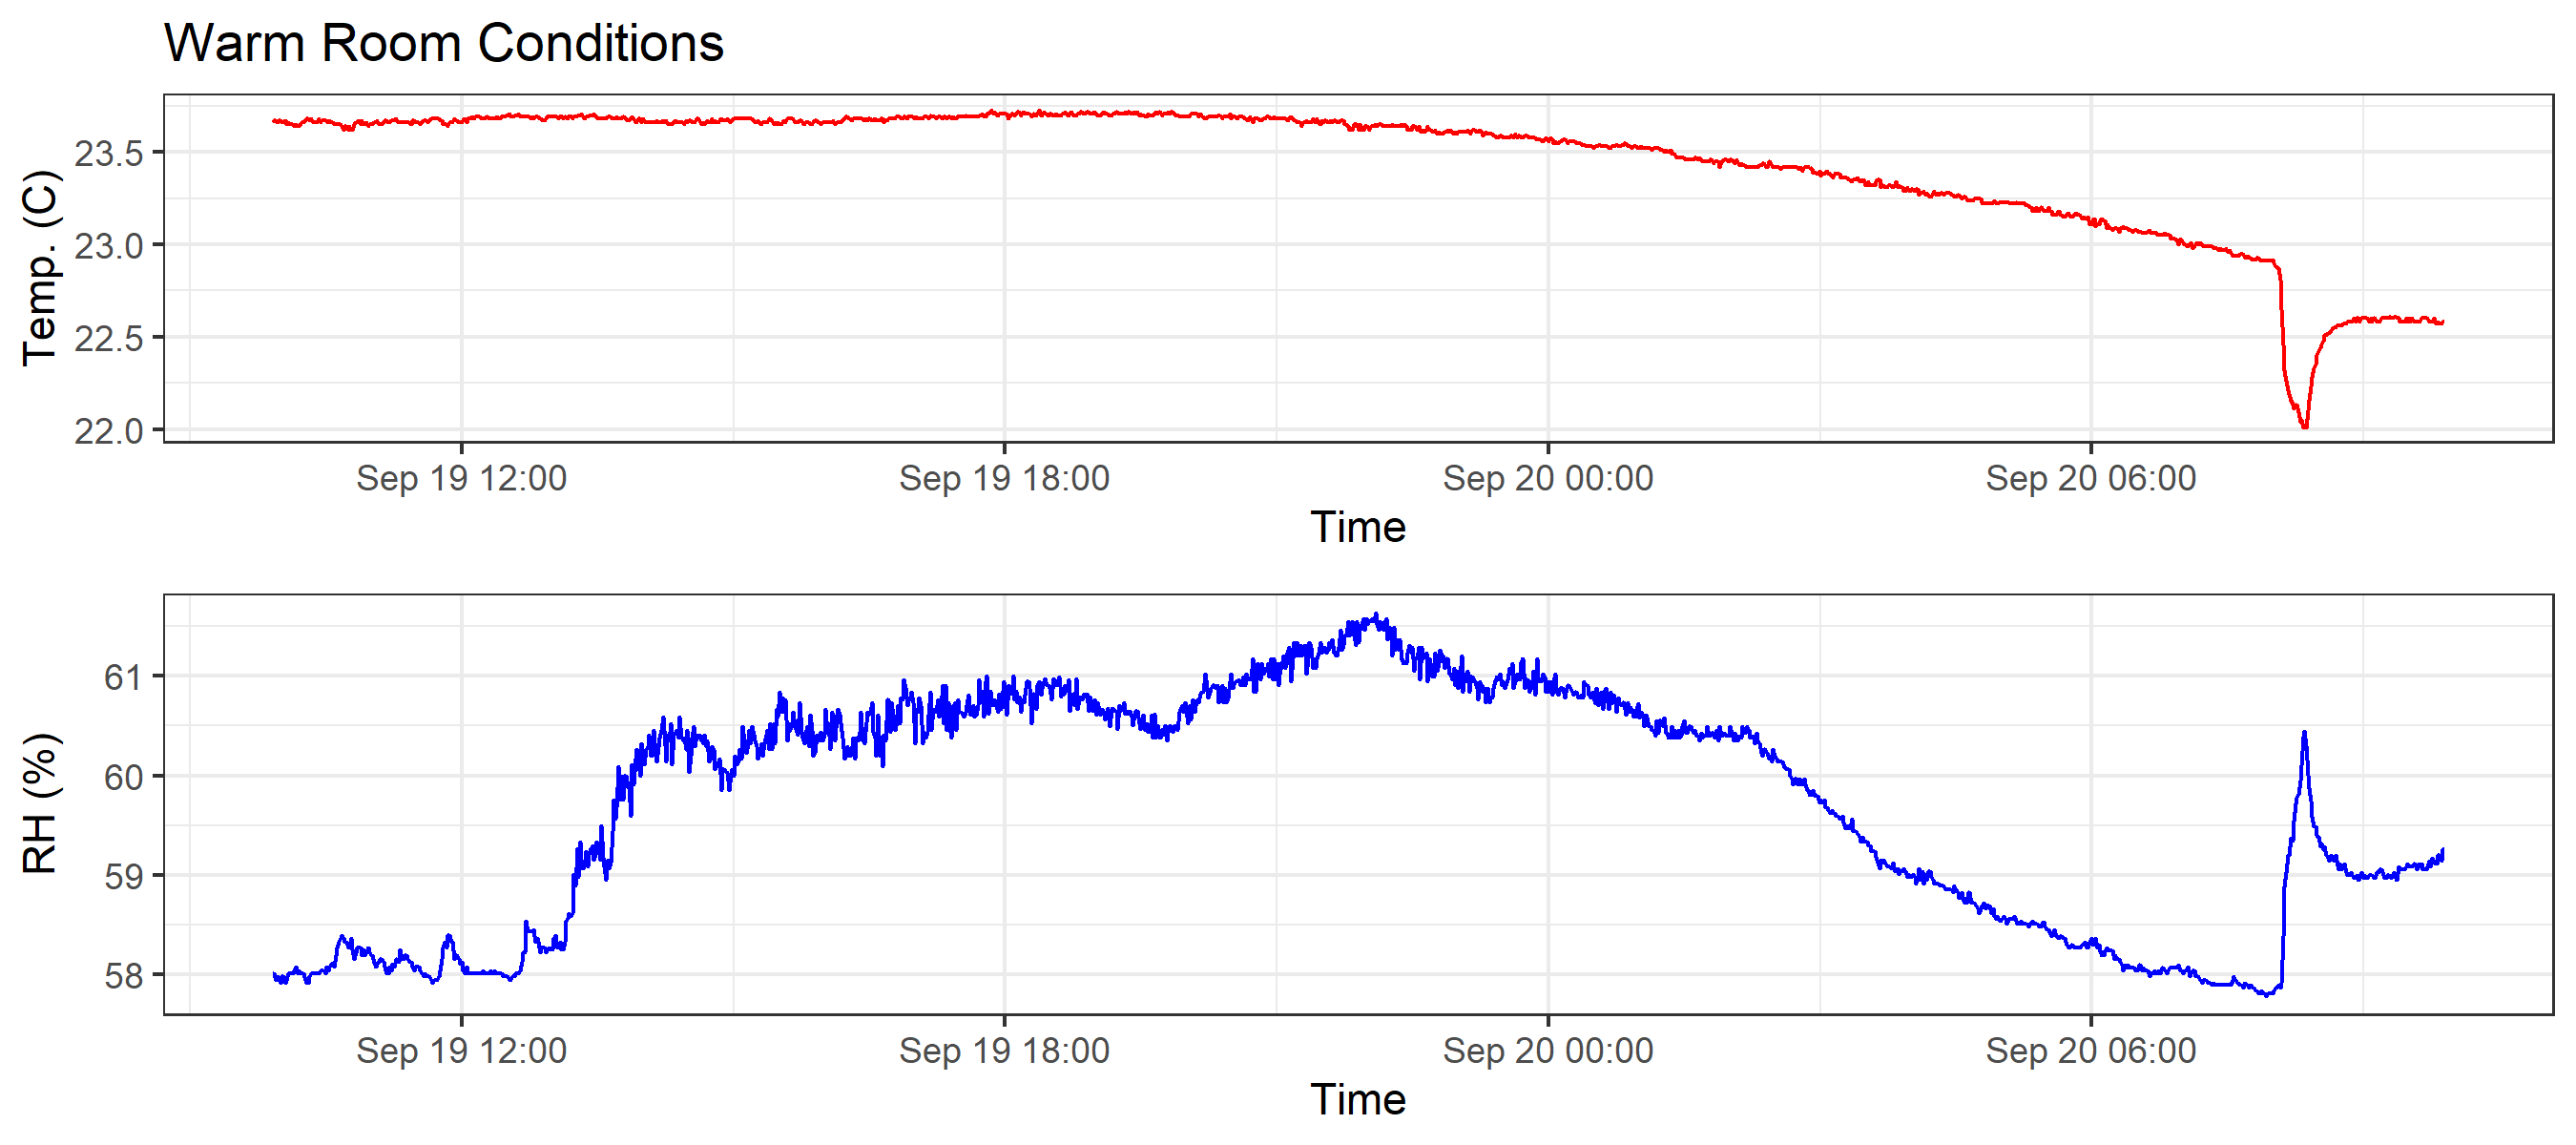 Warm Room Conditions
Temp. (C)
23.5
23.0
22.5
22.0
Sep 19 12:00 Sep 19 18:00 Sep 20 00:00 Sep 20 06:00
Time
RH (%)
61
60
59
58
Sep 19 12:00 Sep 19 18:00 Sep 20 00:00 Sep 20 06:00
Time